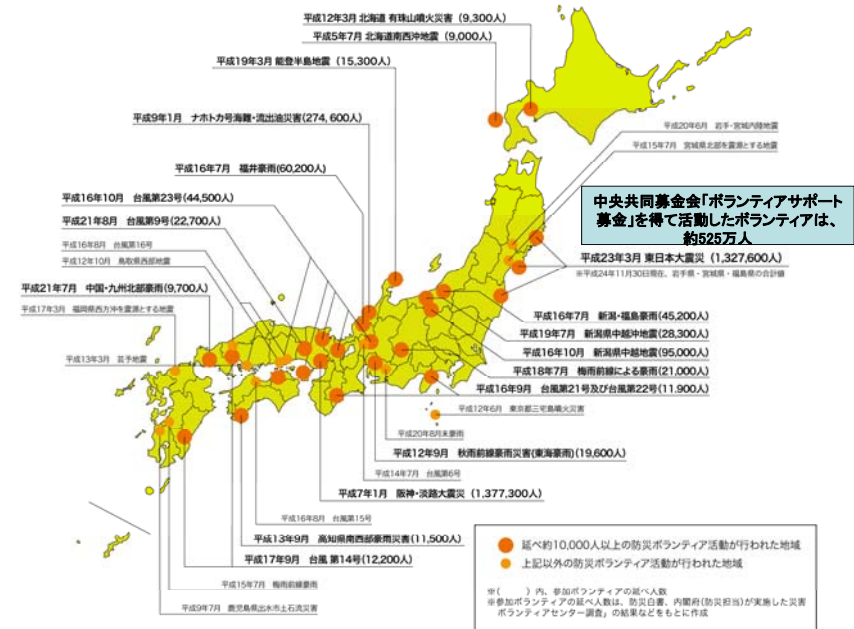 平成12年3月 北海道 有珠山噴火災害（9,300人）
平成5年7月 北海道南西沖地震（9,000人）
平成19年3月 能登半島地震（15,300人）
平成9年1月　ナホトカ号海難・流出油災害（274,600人）
平成20年6月　岩手・宮城内陸地震
平成15年7月　宮城県北部を震源とする地震
平成16年7月　福井豪雨(60,200人）
平成16年10月　台風第23号（44,500人）
平成21年8月　台風第9号（22,700人）
平成16年8月　台風第16号
平成12年10月　鳥取県西部地震
平成21年7月　中国・九州北部豪雨（9,700人）
平成17年3月　福岡県西方沖を震源とする地震
平成13年3月　芸予地震
中央共同募金会「ボランティアサポート
募金」を得て活動したボランティアは、
約525万人
平成23年3月 東日本大震災（1,327,600人）
※平成24年11月30日現在、岩手県・宮城県・福島県の合計値
平成16年7月　新潟・福島豪雨（45,200人）
平成19年7月　新潟県中越沖地震（28,300人）
平成16年10月　新潟県中越地震（95,000人）
平成18年7月　梅雨前線による豪雨（21,000人）
平成16年9月　台風第21号及び台風第22号（11,900人）
平成12年6月　東京都三宅島噴火災害
平成20年8月末豪雨
平成12年9月　秋雨前線豪雨災害(東海豪雨)（19,600人）
平成14年7月　台風第6号
平成7年1月　阪神・淡路大震災（1,377,300人）
平成16年8月　台風第15号
平成13年9月　高知県南西部豪雨災害（11,500人）
平成17年9月　台風 第14号（12,200人）
平成15年7月　梅雨前線豪雨
平成9年7月　鹿児島県出水市土石流災害
延べ約10,000人以上の防災ボランティア活動が行われた地域
上記以外の防災ボランティア活動が行われた地域
※（　　　）内、参加ボランティアの延べ人数
※参加ボランティアの延べ人数は、防災白書、内閣府(防災担当)が実施した災害
ボランティアセンター調査」の結果などをもとに作成